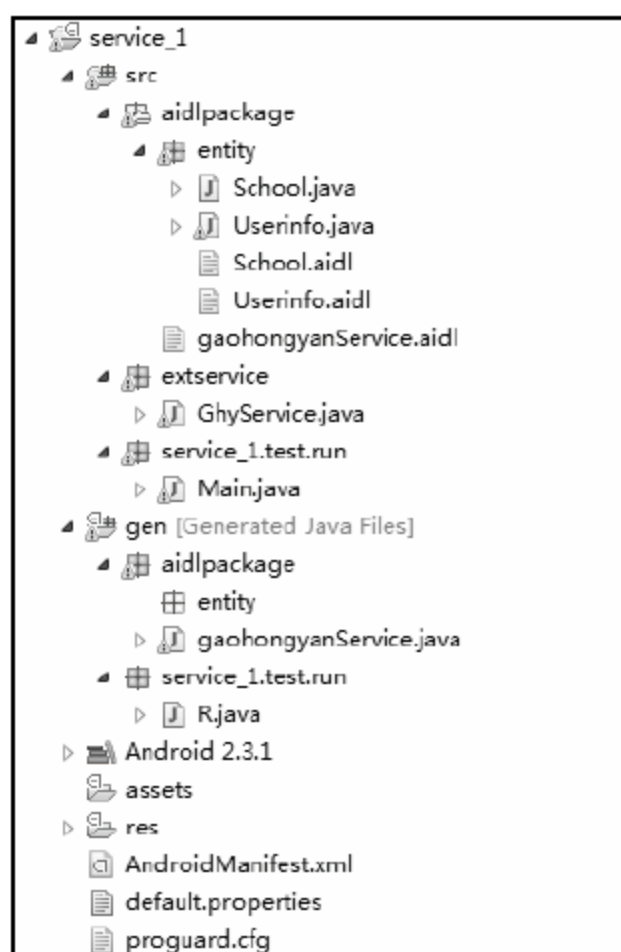 service_1
src
aidlpackage
entity
School.java
Userinfo.java
School.aidl
Userinfo.aidl
gaohongyanService.aidl
extservice
GhyService.java
service_1.test.run
Main.java
gen [Generated Java Files]
aidlpackage
entity
gaohongyanService.java
service_1.test.run
R.java
Android 2.3.1
assets
res
AndroidManifest.xml
default.properties
proguard.cfg